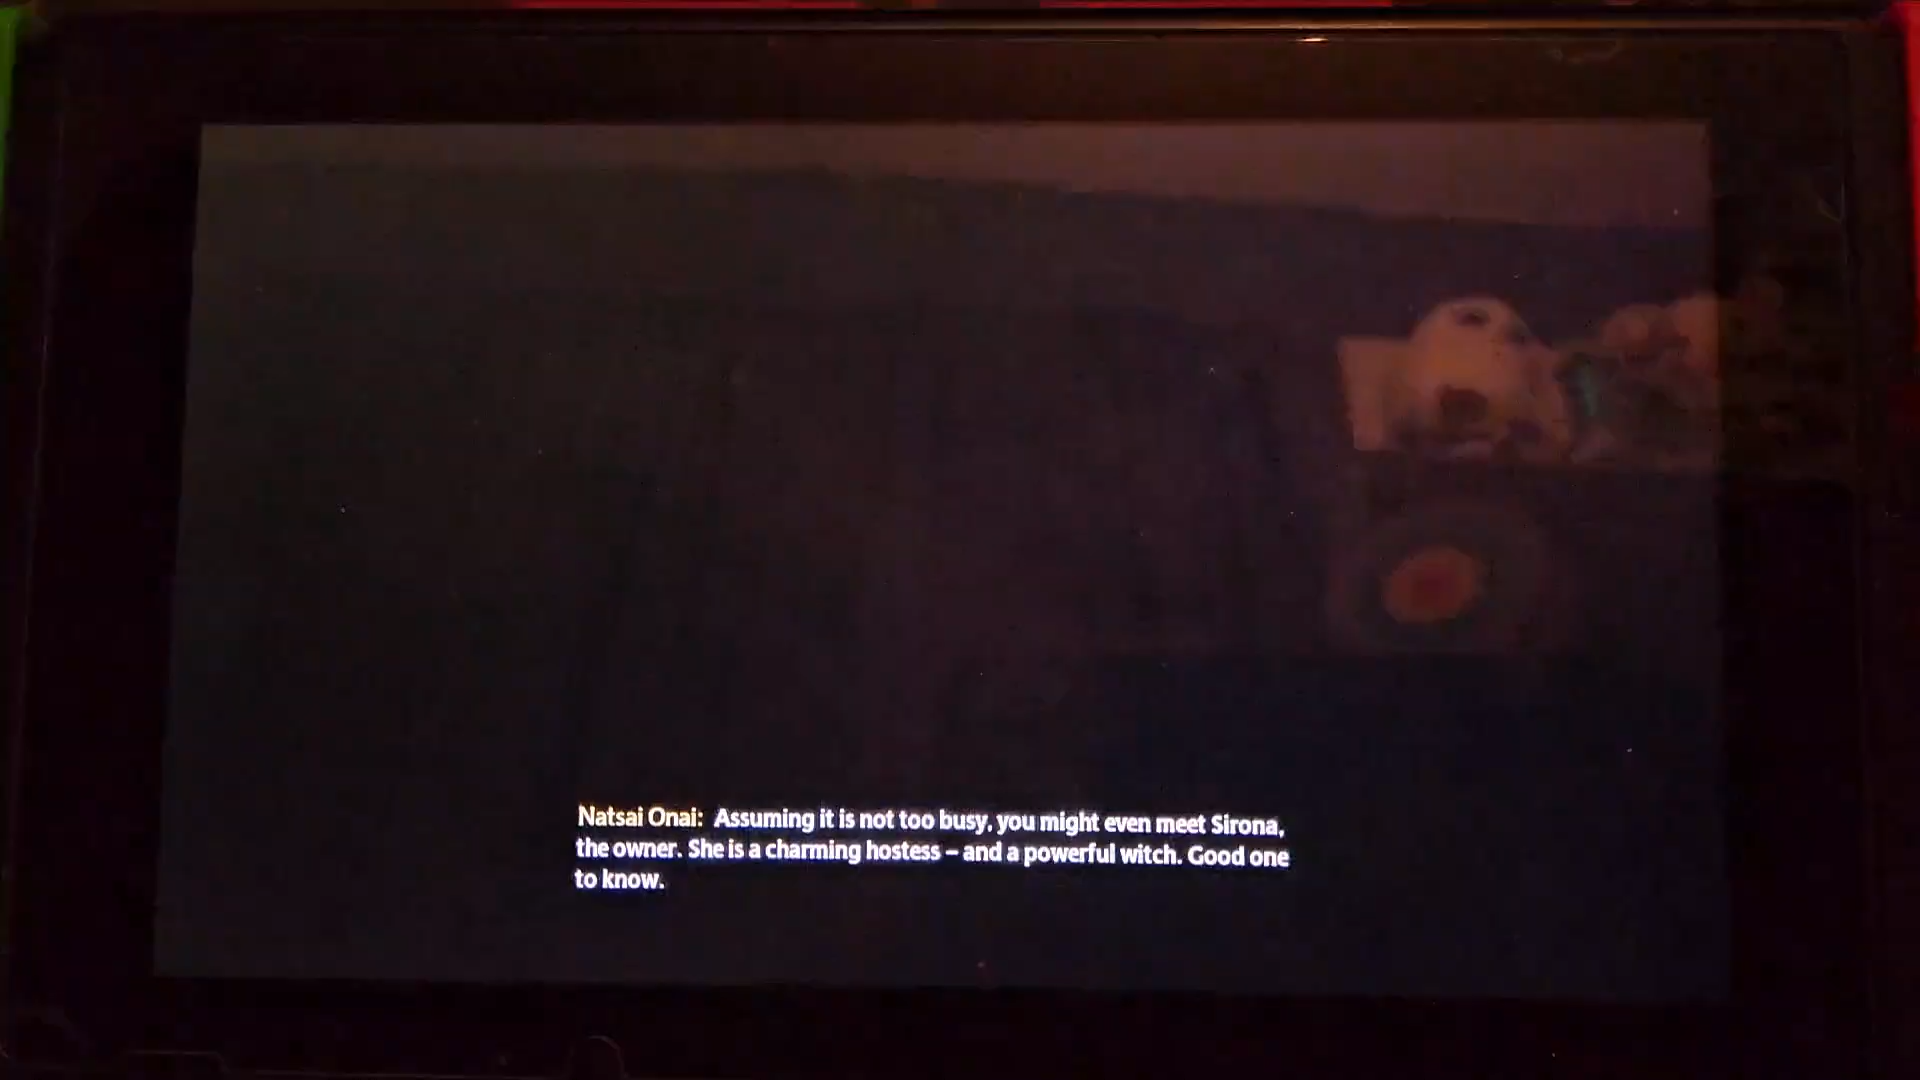 Natsai Onai: Assuming it is not too busy, you might even meet Sirona,
the owner. She is a charming hostess – and a powerful witch. Good one
to know.